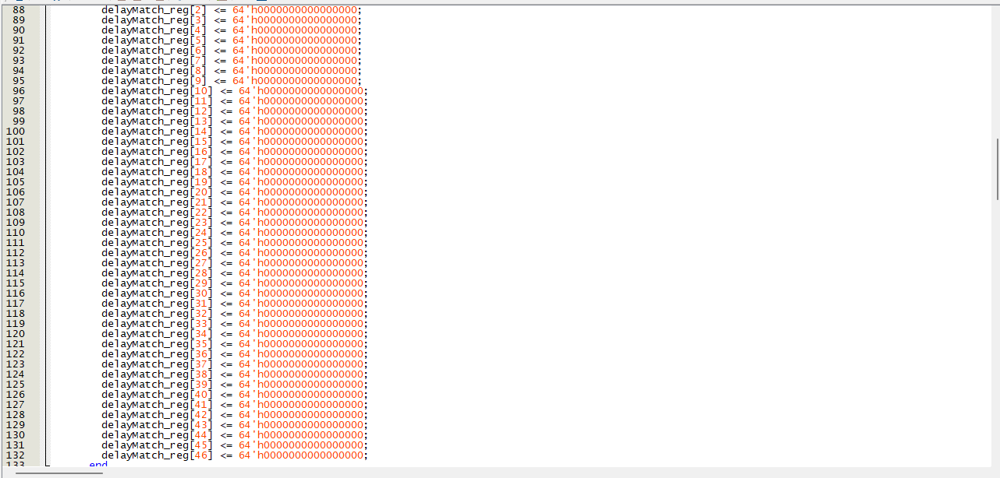 88 delayMatch_reg[2] <= 64'h0000000000000000;
89 delayMatch_reg[3] <= 64'h0000000000000000;
90 delayMatch_reg[4] <= 64'h0000000000000000;
91 delayMatch_reg[5] <= 64'h0000000000000000;
92 delayMatch_reg[6] <= 64'h0000000000000000;
93 delayMatch_reg[7] <= 64'h0000000000000000;
94 delayMatch_reg[8] <= 64'h0000000000000000;
95 delayMatch_reg[9] <= 64'h0000000000000000;
96 delayMatch_reg[10] <= 64'h0000000000000000;
97 delayMatch_reg[11] <= 64'h0000000000000000;
98 delayMatch_reg[12] <= 64'h0000000000000000;
99 delayMatch_reg[13] <= 64'h0000000000000000;
100 delayMatch_reg[14] <= 64'h0000000000000000;
101 delayMatch_reg[15] <= 64'h0000000000000000;
102 delayMatch_reg[16] <= 64'h0000000000000000;
103 delayMatch_reg[17] <= 64'h0000000000000000;
104 delayMatch_reg[18] <= 64'h0000000000000000;
105 delayMatch_reg[19] <= 64'h0000000000000000;
106 delayMatch_reg[20] <= 64'h0000000000000000;
107 delayMatch_reg[21] <= 64'h0000000000000000;
108 delayMatch_reg[22] <= 64'h0000000000000000;
109 delayMatch_reg[23] <= 64'h0000000000000000;
110 delayMatch_reg[24] <= 64'h0000000000000000;
111 delayMatch_reg[25] <= 64'h0000000000000000;
112 delayMatch_reg[26] <= 64'h0000000000000000;
113 delayMatch_reg[27] <= 64'h0000000000000000;
114 delayMatch_reg[28] <= 64'h0000000000000000;
115 delayMatch_reg[29] <= 64'h0000000000000000;
116 delayMatch_reg[30] <= 64'h0000000000000000;
117 delayMatch_reg[31] <= 64'h0000000000000000;
118 delayMatch_reg[32] <= 64'h0000000000000000;
119 delayMatch_reg[33] <= 64'h0000000000000000;
120 delayMatch_reg[34] <= 64'h0000000000000000;
121 delayMatch_reg[35] <= 64'h0000000000000000;
122 delayMatch_reg[36] <= 64'h0000000000000000;
123 delayMatch_reg[37] <= 64'h0000000000000000;
124 delayMatch_reg[38] <= 64'h0000000000000000;
125 delayMatch_reg[39] <= 64'h0000000000000000;
126 delayMatch_reg[40] <= 64'h0000000000000000;
127 delayMatch_reg[41] <= 64'h0000000000000000;
128 delayMatch_reg[42] <= 64'h0000000000000000;
129 delayMatch_reg[43] <= 64'h0000000000000000;
130 delayMatch_reg[44] <= 64'h0000000000000000;
131 delayMatch_reg[45] <= 64'h0000000000000000;
132 delayMatch_reg[46] <= 64'h0000000000000000;
133 end